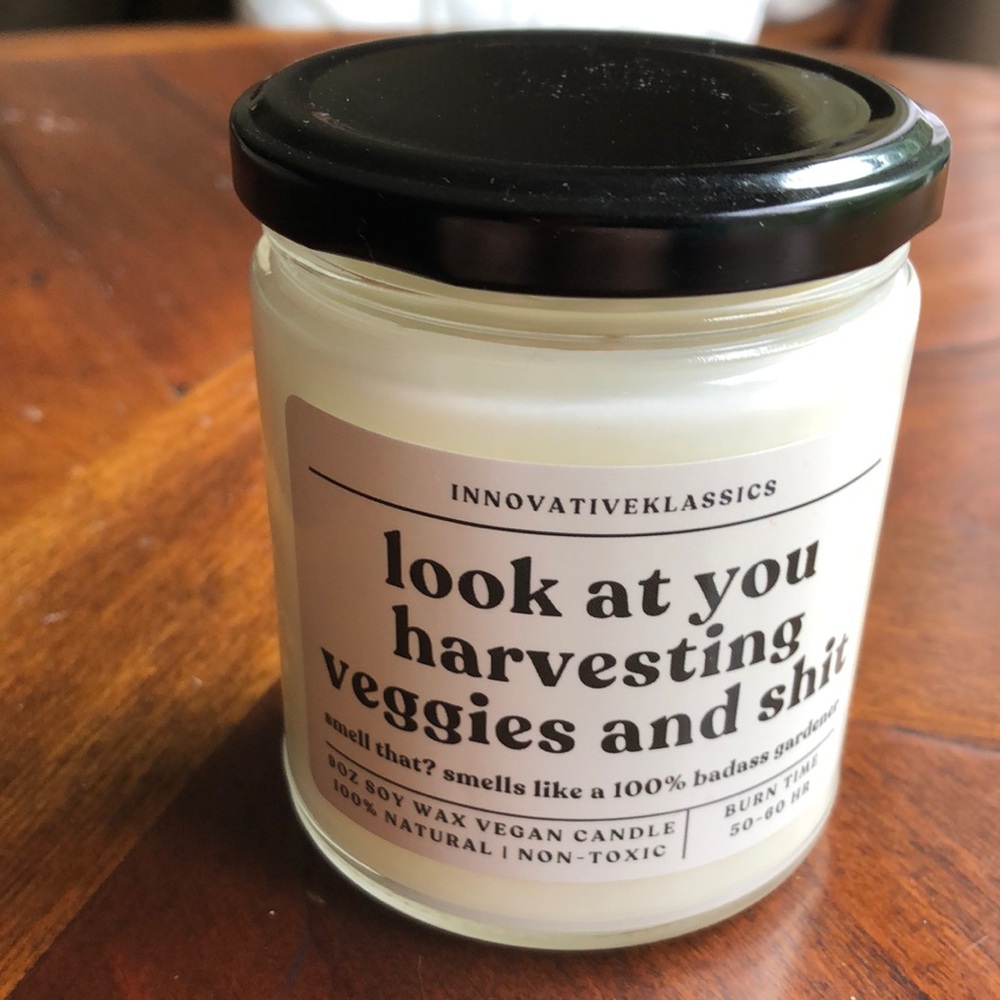 INNOVATIVEKLASSICS
look at you
harvesting
veggies and shit
smell that? smells like a 100% badass gardener
9OZ SOY WAX VEGAN CANDLE
100% NATURAL | NON-TOXIC
BURN TIME
50-60 HR